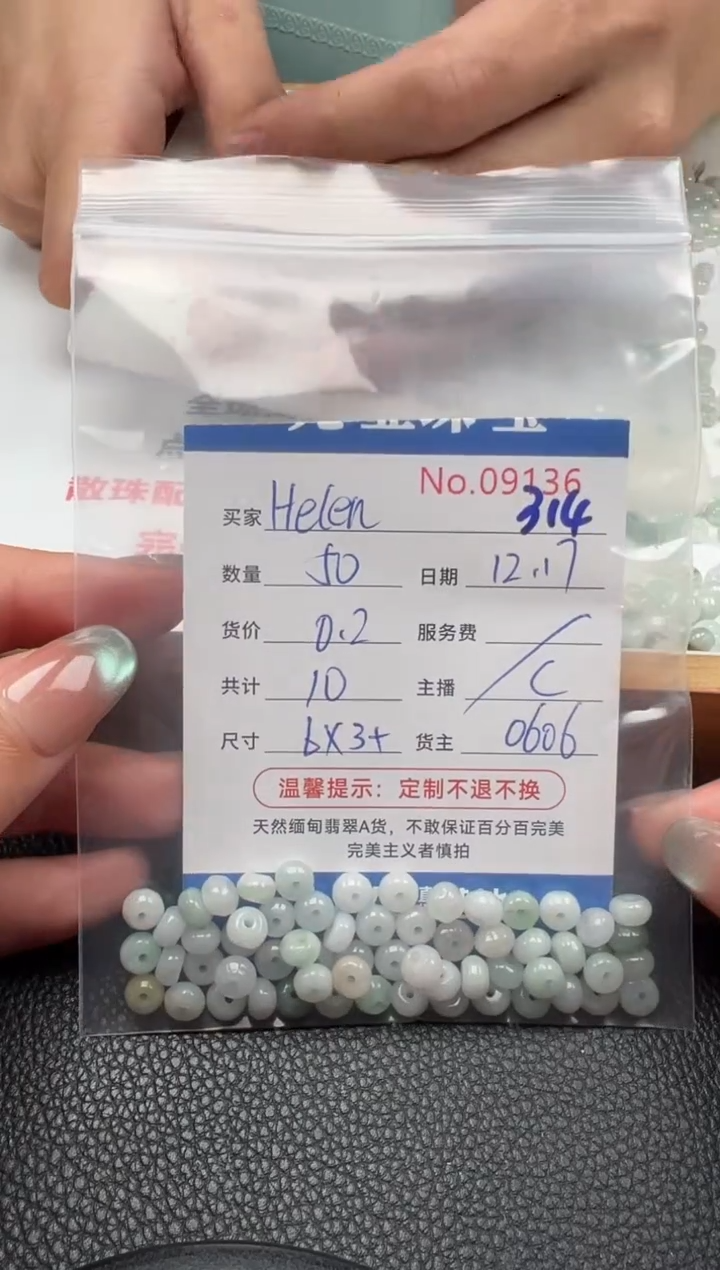 散珠配
No.09136
买家 Helen 314
数量 50 日期 12.17
货价 0.2 服务费 /
共计 10 主播 C
尺寸 6X3+ 货主 0606
温馨提示：定制不退不换
天然缅甸翡翠A货，不敢保证百分百完美
完美主义者慎拍